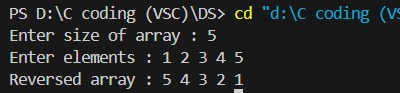 PS D:\C coding (VSC)\DS> cd "d:\C coding (VS
Enter size of array : 5
Enter elements : 1 2 3 4 5
Reversed array : 5 4 3 2 1